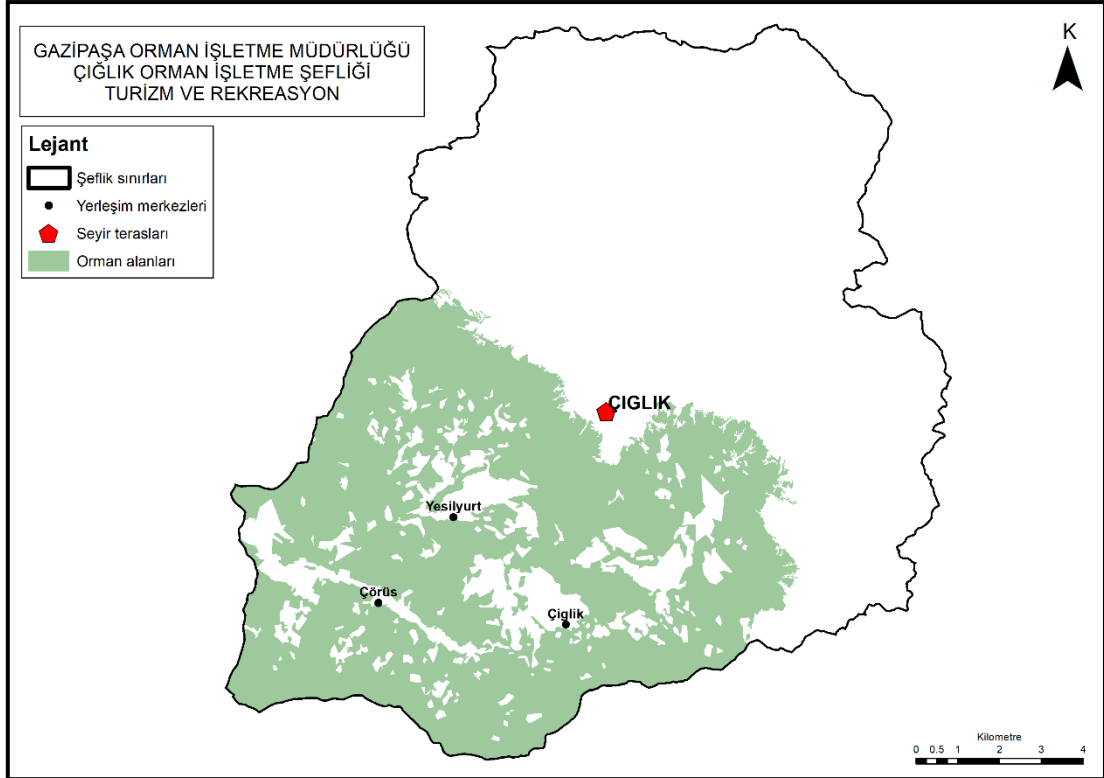 GAZİPAŞA ORMAN İŞLETME MÜDÜRLÜĞÜ
ÇIĞLIK ORMAN İŞLETME ŞEFLİĞİ
TURİZM VE REKREASYON
K
Lejant
Şeflik sınırları
Yerleşim merkezleri
Seyir terasları
Orman alanları
ÇIGLIK
Yesilyurt
Çörüs
Çiglik
Kilometre
0 0.5 1 2 3 4